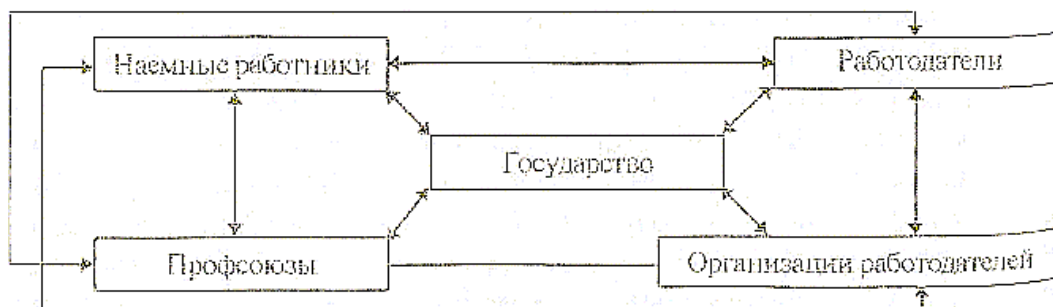 Наемные работники
Работодатели
Государство
Профсоюзы
Организации работодателей